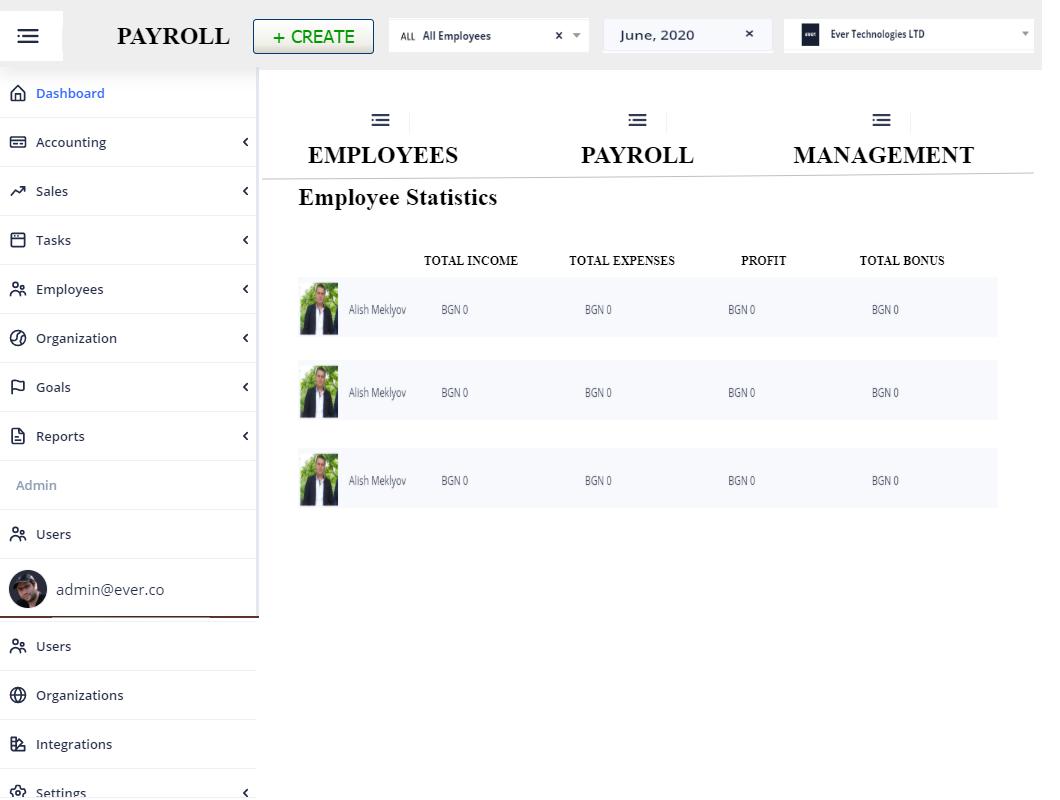 PAYROLL
+ CREATE
ALL All Employees ×
June, 2020 ×
EVER Ever Technologies LTD
Dashboard
Accounting
Sales
Tasks
Employees
Organization
Goals
Reports
Admin
Users
admin@ever.co
Users
Organizations
Integrations
Settings
EMPLOYEES PAYROLL MANAGEMENT
Employee Statistics
TOTAL INCOME TOTAL EXPENSES PROFIT TOTAL BONUS
Alish Meklyov BGN 0 BGN 0 BGN 0 BGN 0
Alish Meklyov BGN 0 BGN 0 BGN 0 BGN 0
Alish Meklyov BGN 0 BGN 0 BGN 0 BGN 0